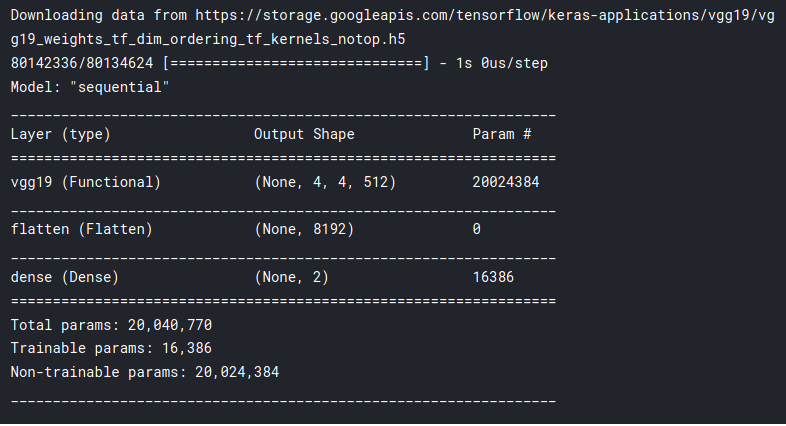 Downloading data from https://storage.googleapis.com/tensorflow/keras-applications/vgg19/vg
g19_weights_tf_dim_ordering_tf_kernels_notop.h5
80142336/80134624 [==============================] - 1s 0us/step
Model: "sequential"
_________________________________________________________________
Layer (type)                 Output Shape              Param #
=================================================================
vgg19 (Functional)           (None, 4, 4, 512)         20024384
_________________________________________________________________
flatten (Flatten)            (None, 8192)              0
_________________________________________________________________
dense (Dense)                (None, 2)                 16386
=================================================================
Total params: 20,040,770
Trainable params: 16,386
Non-trainable params: 20,024,384
_________________________________________________________________